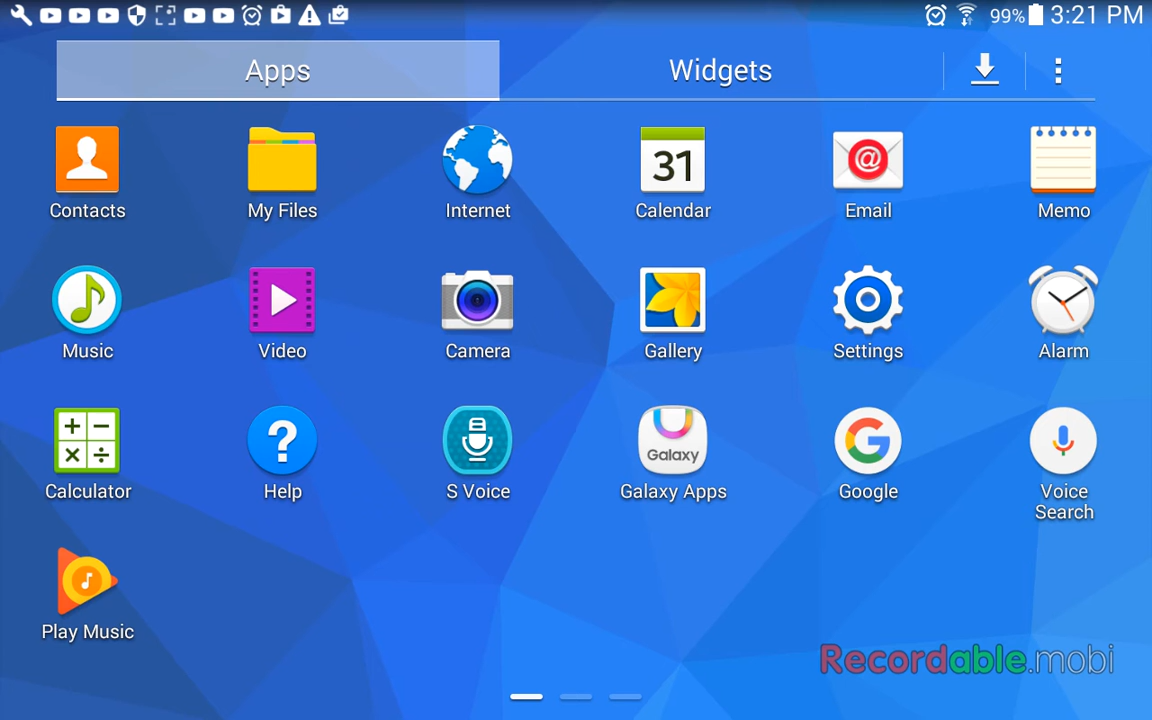 99% 3:21 PM
Apps Widgets
31 @
Contacts My Files Internet Calendar Email Memo
Music Video Camera Gallery Settings Alarm
Galaxy
Calculator Help S Voice Galaxy Apps Google Voice
Search
Play Music
Recordable.mobi